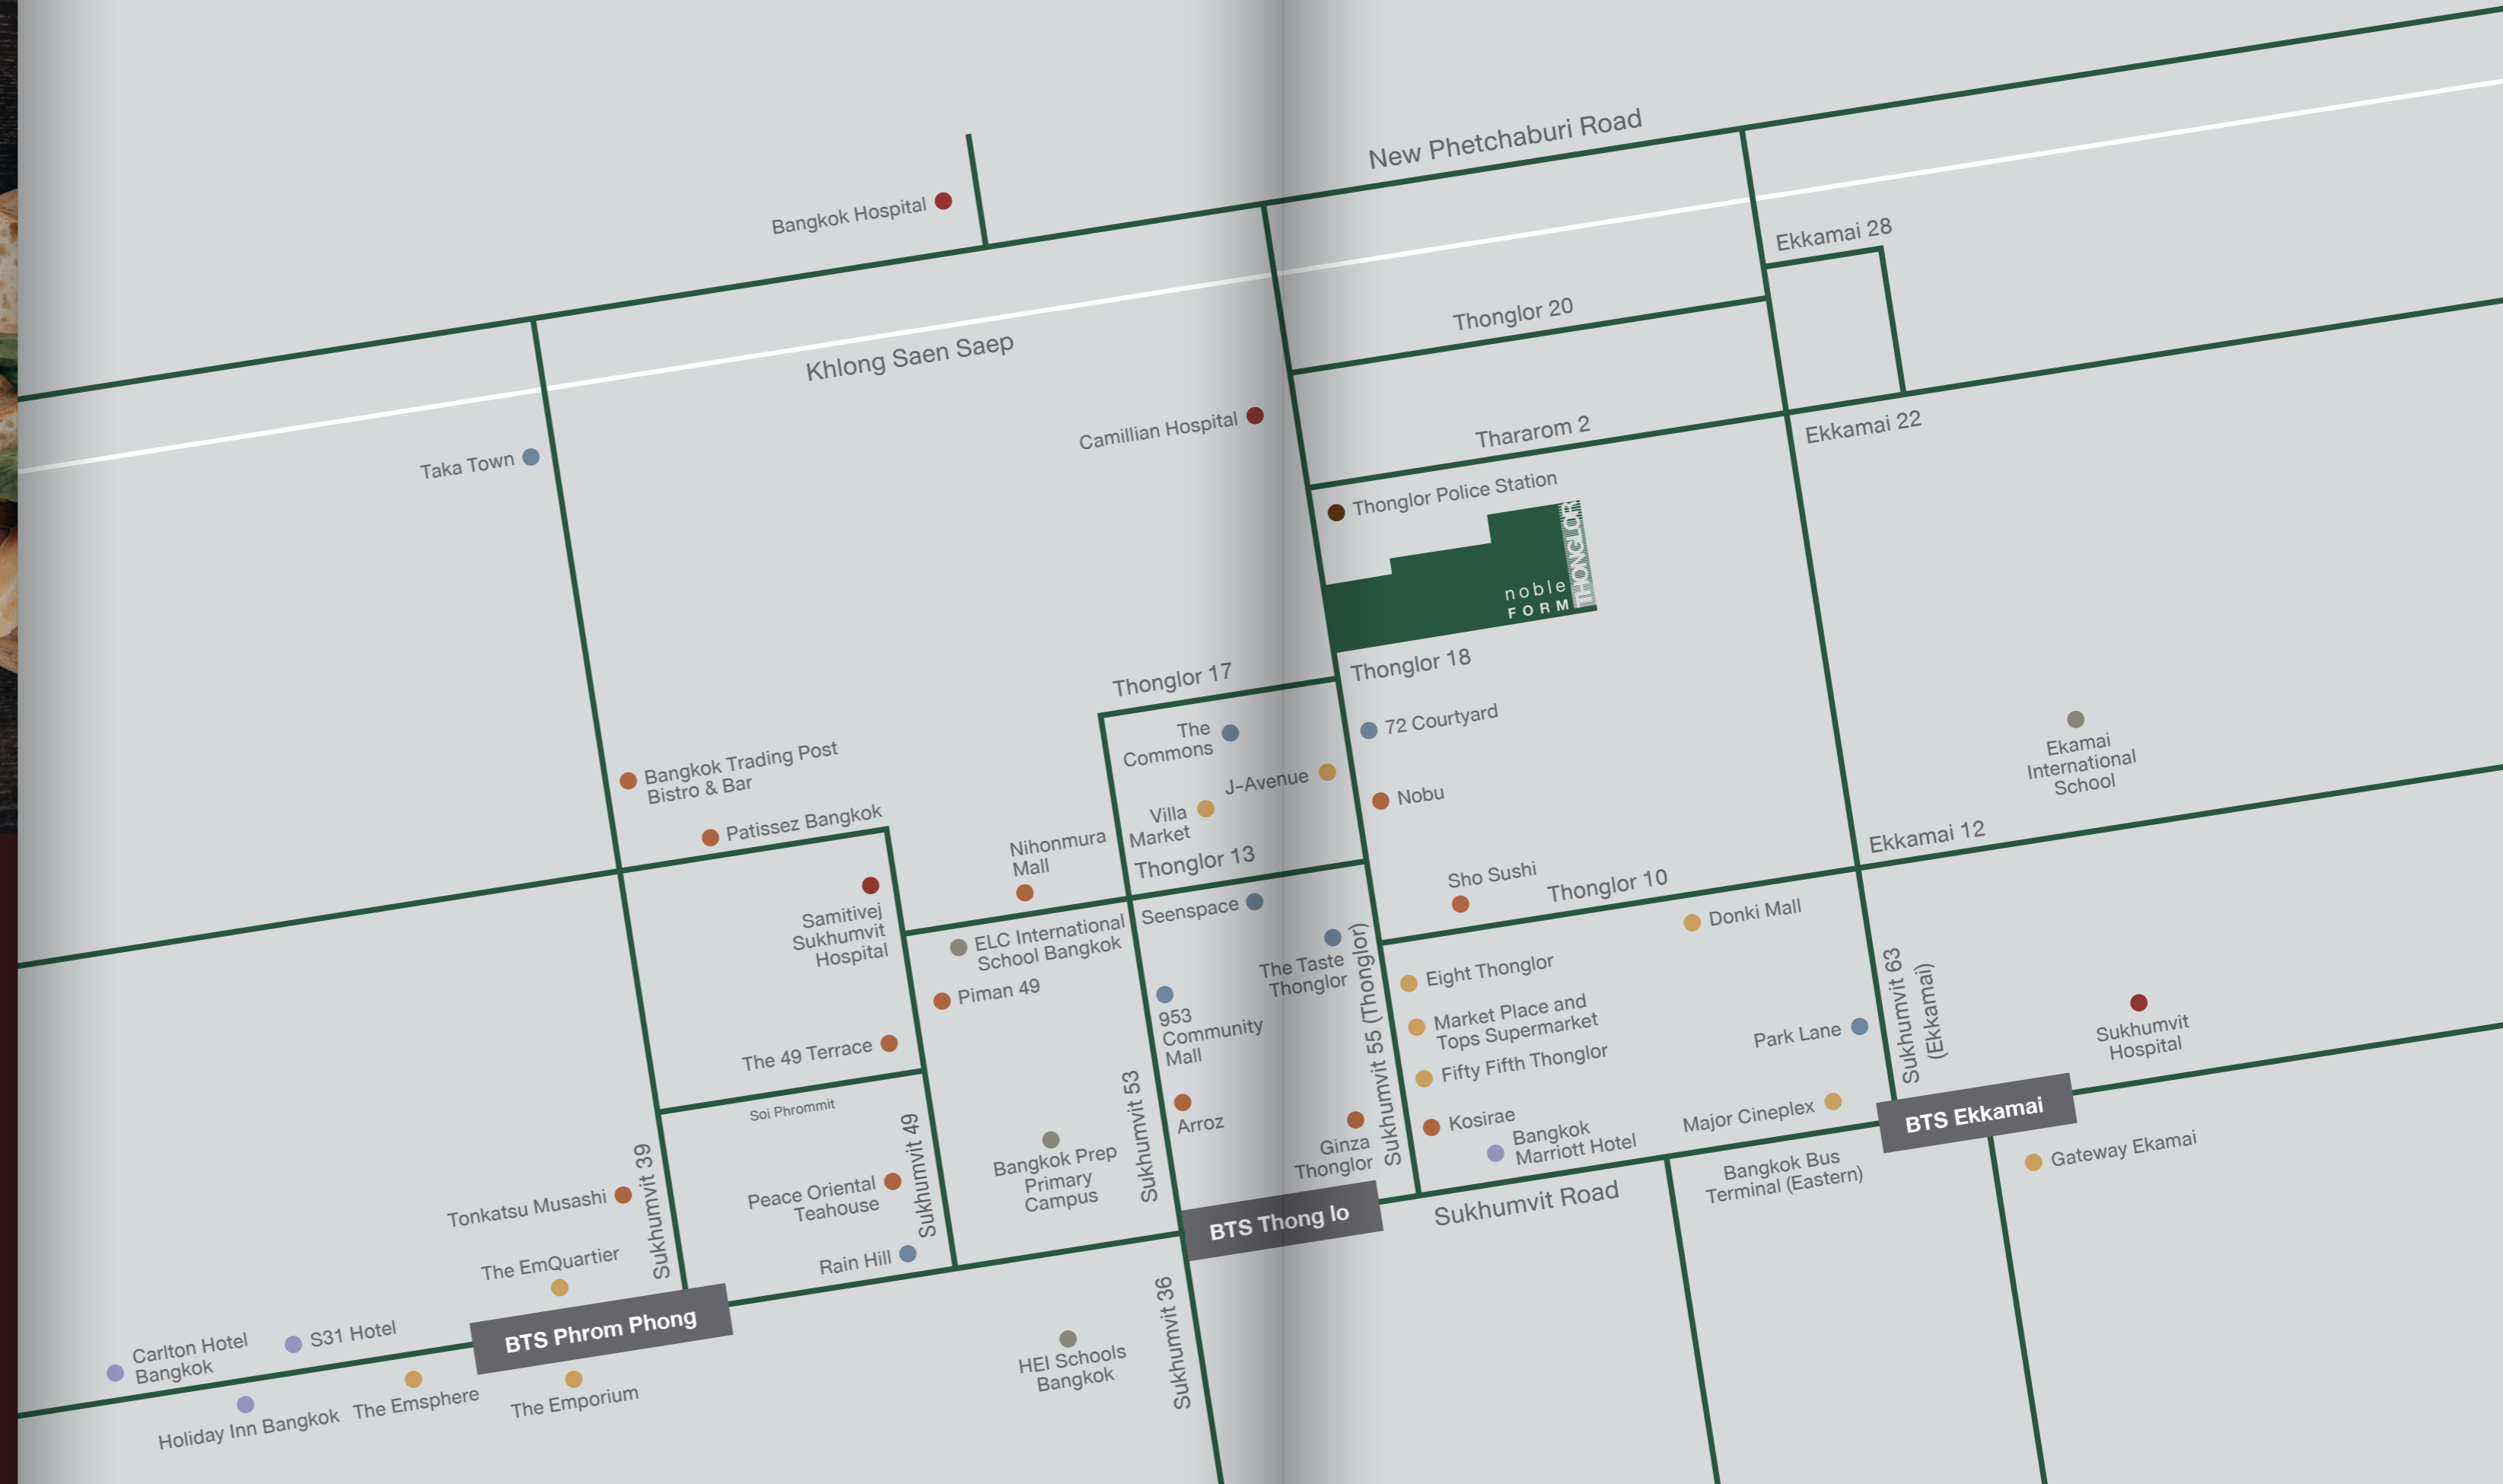 New Phetchaburi Road
Bangkok Hospital
Ekkamai 28
Thonglor 20
Khlong Saen Saep
Camillian Hospital
Thararom 2
Ekkamai 22
Taka Town
Thonglor Police Station
noble
FORM
THONGLOR
Thonglor 17
Thonglor 18
The
Commons
72 Courtyard
Ekamai
International
School
Bangkok Trading Post
Bistro & Bar
J-Avenue
Nobu
Villa
Market
Patissez Bangkok
Nihonmura
Mall
Thonglor 13
Ekkamai 12
Sho Sushi
Thonglor 10
Samitivej
Sukhumvit
Hospital
ELC International
School Bangkok
Seenspace
Donki Mall
The Taste
Thonglor
Eight Thonglor
Piman 49
953
Community
Mall
Market Place and
Tops Supermarket
Park Lane
Sukhumvit 63
(Ekkamai)
Sukhumvit
Hospital
The 49 Terrace
Fifty Fifth Thonglor
Sukhumvit 55 (Thonglor)
Soi Phrommit
Sukhumvit 53
Arroz
Ginza
Thonglor
Kosirae
Bangkok
Marriott Hotel
Major Cineplex
BTS Ekkamai
Sukhumvit 39
Sukhumvit 49
Bangkok Prep
Primary
Campus
Bangkok Bus
Terminal (Eastern)
Gateway Ekamai
Tonkatsu Musashi
Peace Oriental
Teahouse
BTS Thong lo
Sukhumvit Road
The EmQuartier
Rain Hill
Sukhumvit 36
Carlton Hotel
Bangkok
S31 Hotel
BTS Phrom Phong
HEI Schools
Bangkok
Holiday Inn Bangkok
The Emsphere
The Emporium